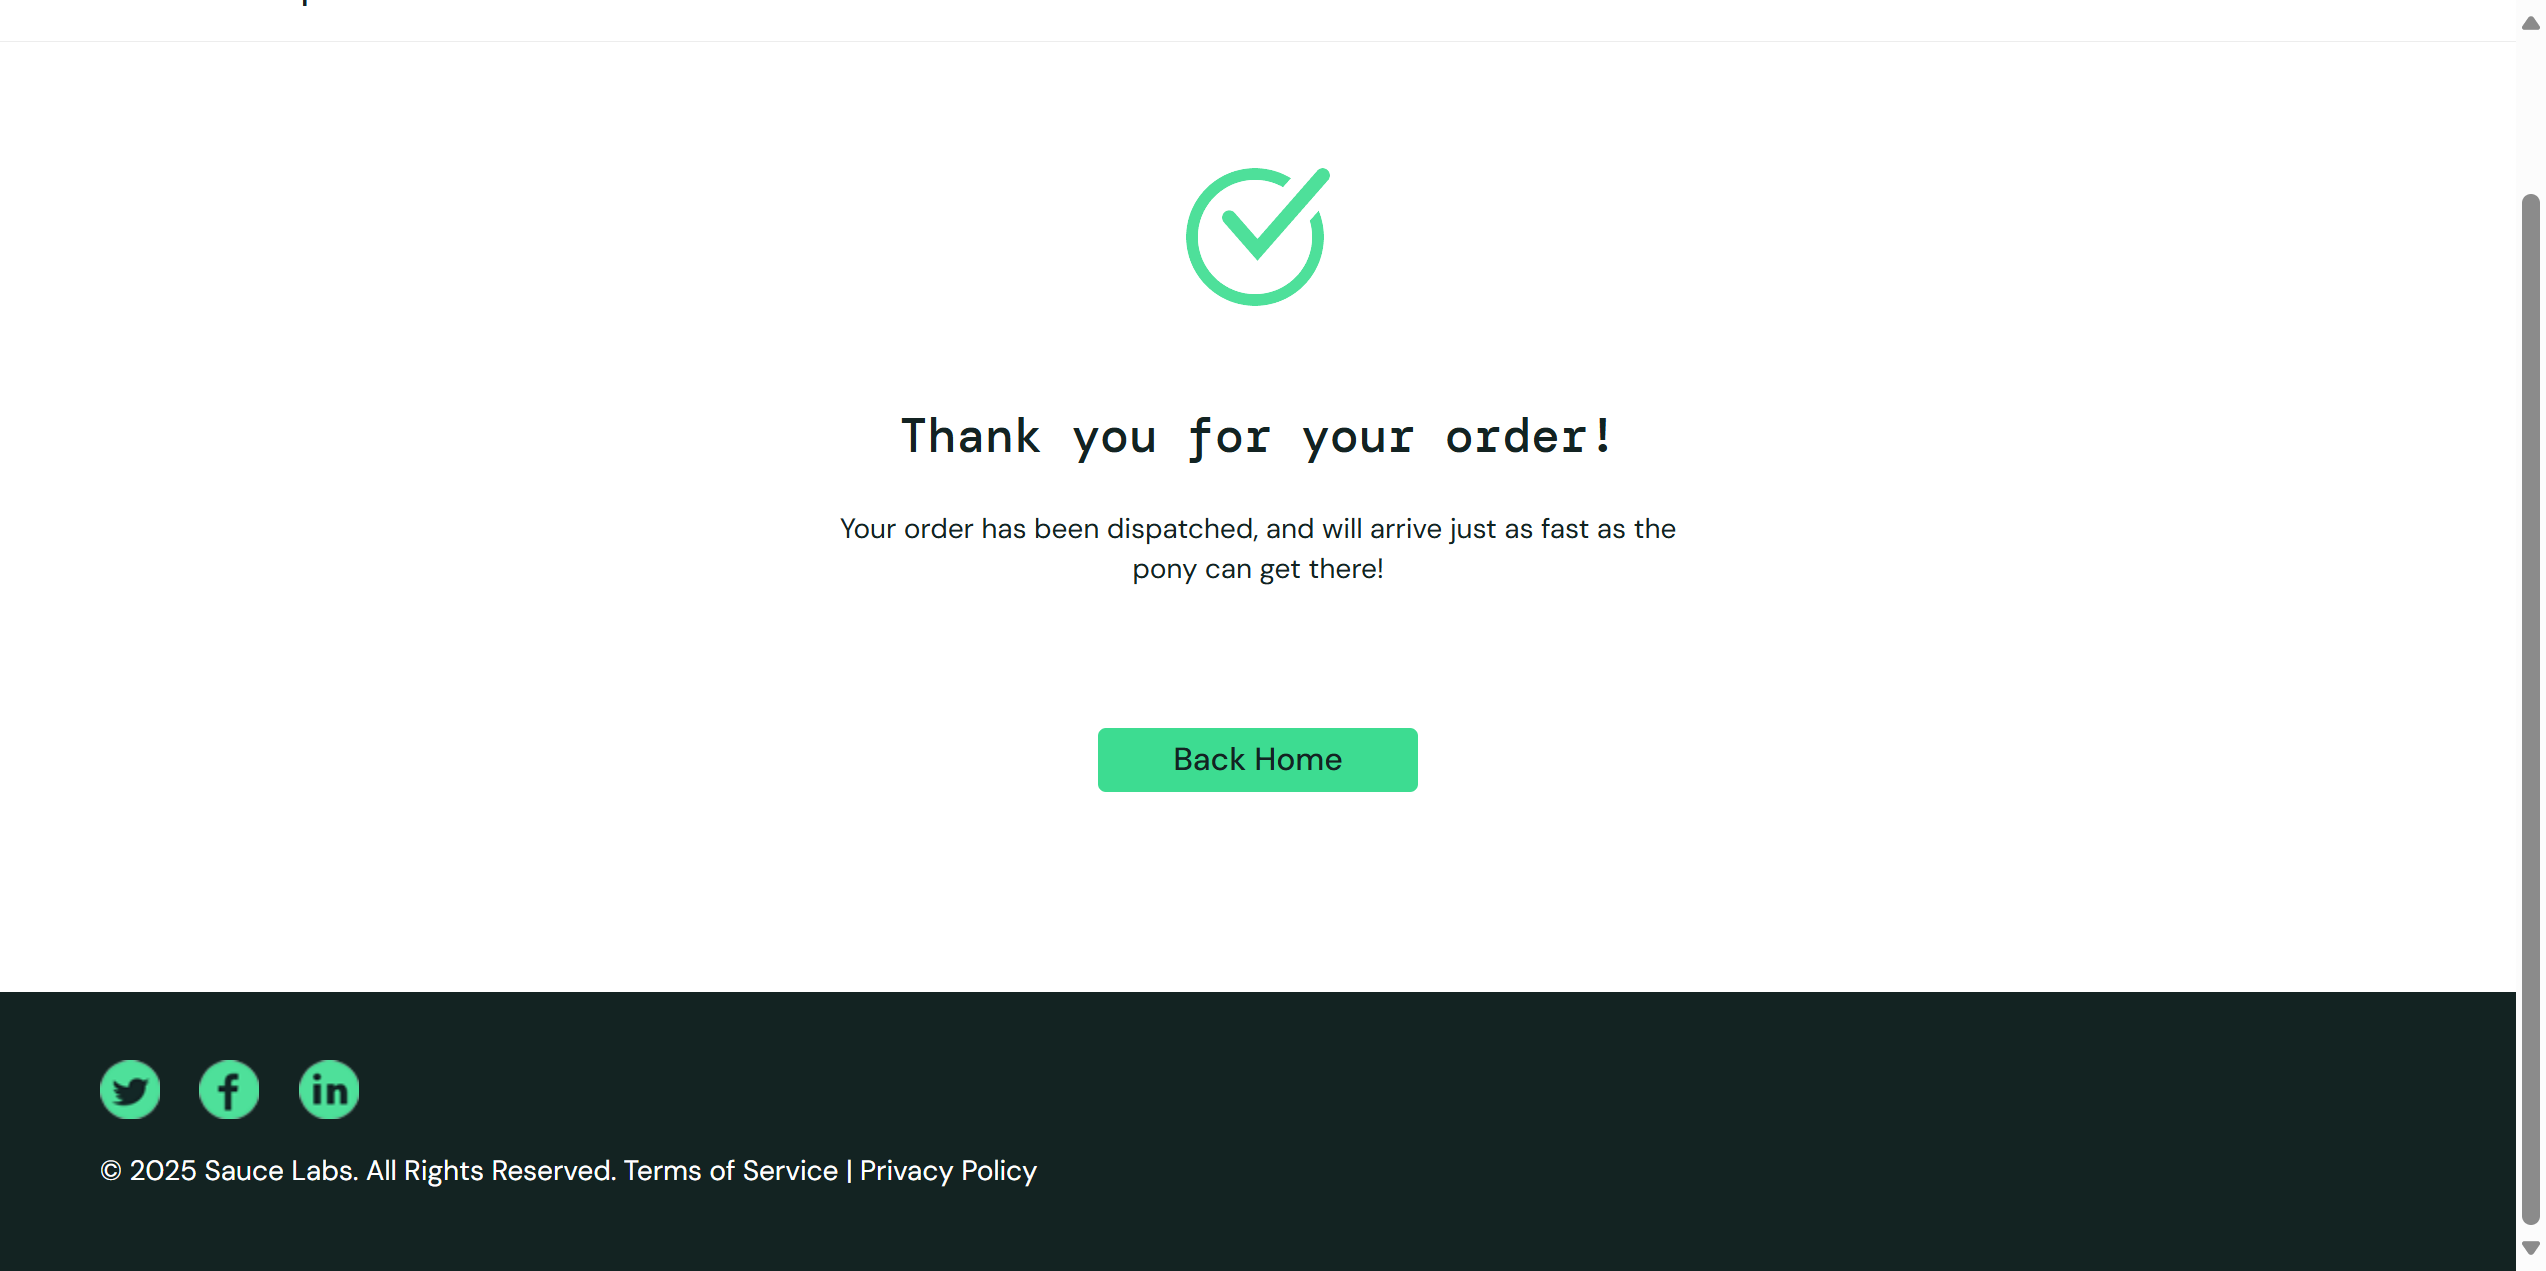 Thank you for your order!
Your order has been dispatched, and will arrive just as fast as the
pony can get there!
Back Home
© 2025 Sauce Labs. All Rights Reserved. Terms of Service | Privacy Policy